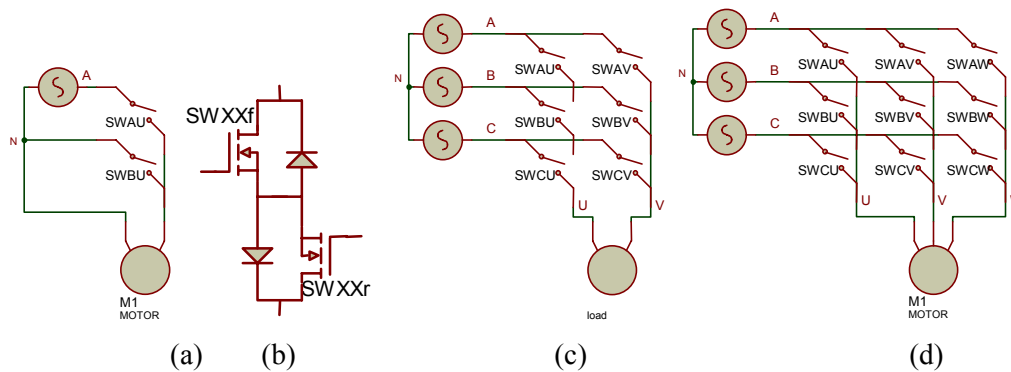 A
SWAU
N
SWBU
M1
MOTOR
(a)
SWXXf
SWXXr
(b)
A
SWAU SWAV
N
B
SWBU SWBV
C
SWCU SWCV
U V
load
(c)
A
SWAU SWAV SWAW
N
B
SWBU SWBV SWBW
C
SWCU SWCV SWCW
U V
M1
MOTOR
(d)